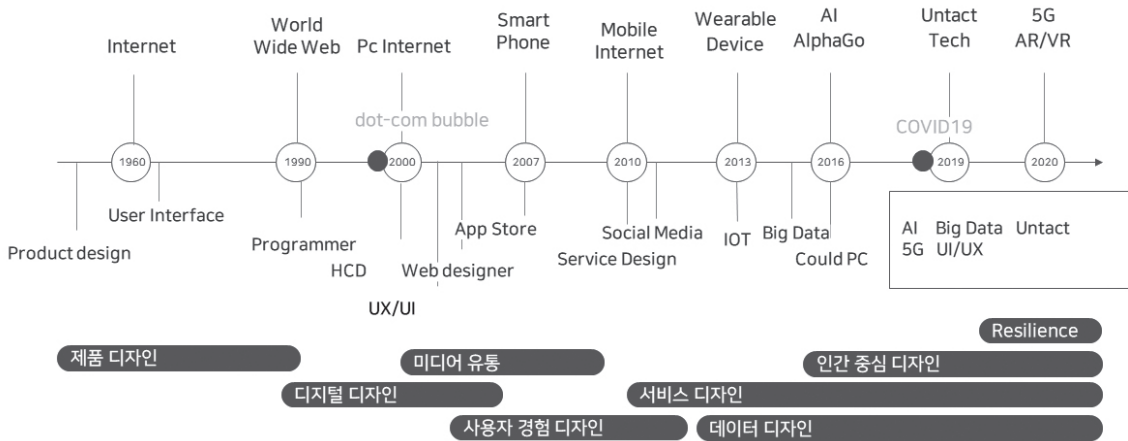 Internet
World
Wide Web
Pc Internet
Smart
Phone
Mobile
Internet
Wearable
Device
AI
AlphaGo
Untact
Tech
5G
AR/VR
dot-com bubble
COVID19
1960
1990
2000
2007
2010
2013
2016
2019
2020
Product design
User Interface
Programmer
HCD
UX/UI
Web designer
App Store
Social Media
Service Design
IOT
Big Data
Could PC
AI Big Data Untact
5G UI/UX
Resilience
제품 디자인
미디어 유통
인간 중심 디자인
디지털 디자인
서비스 디자인
사용자 경험 디자인
데이터 디자인